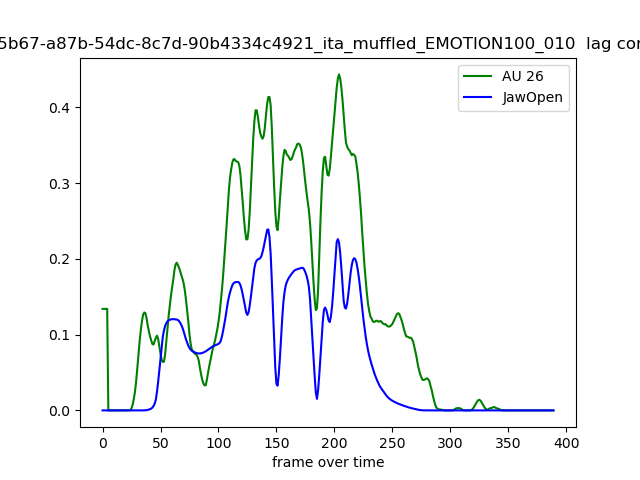 5b67-a87b-54dc-8c7d-90b4334c4921_ita_muffled_EMOTION100_010 lag cor
AU 26
JawOpen
0.4
0.3
0.2
0.1
0.0
0 50 100 150 200 250 300 350 400
frame over time